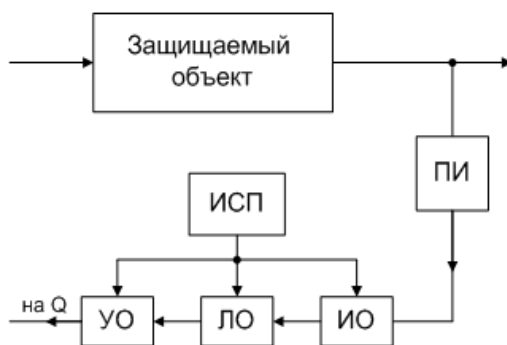 Защищаемый
объект
ПИ
ИСП
на Q
УО
ЛО
ИО